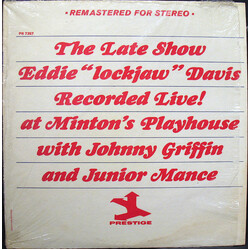 • REMASTERED FOR STEREO •
PR 7357
The Late Show
Eddie "lockjaw" Davis
Recorded Live!
at Minton's Playhouse
with Johnny Griffin
and Junior Mance
PRESTIGE